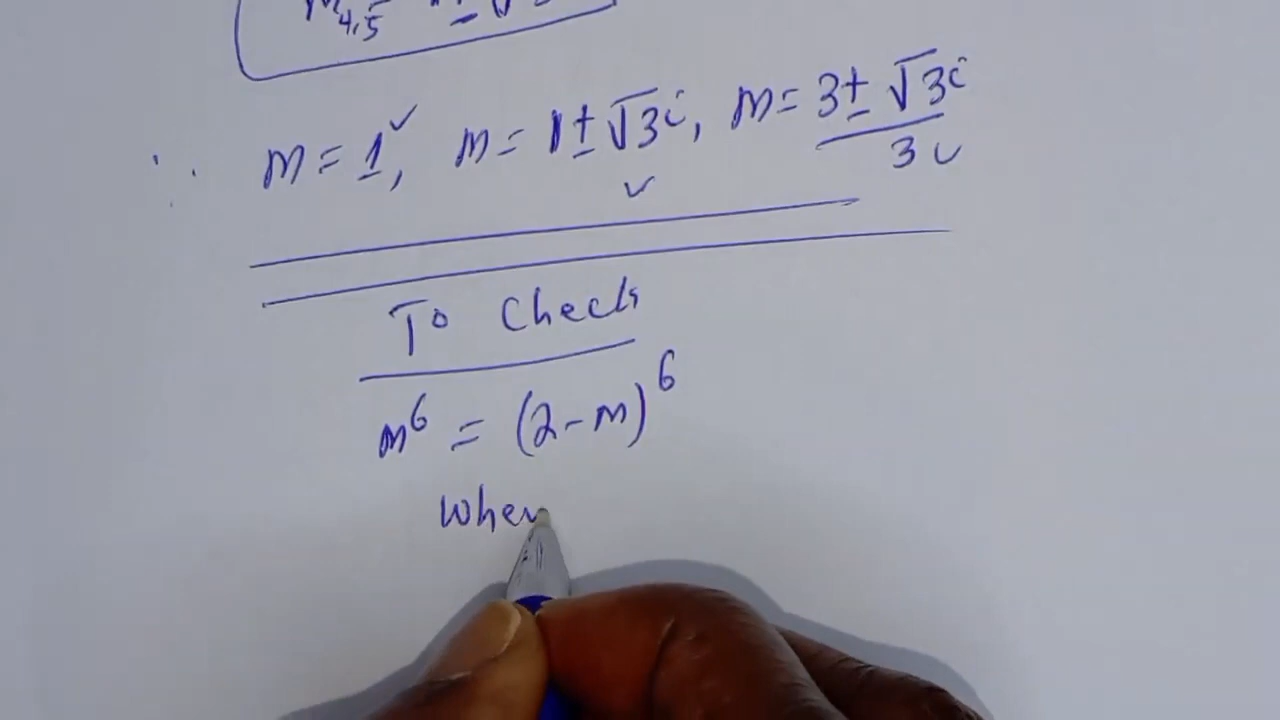 ∴ m = 1, m = 1 ± √3i, m = 3 ± √3i / 3
To Check
m⁶ = (2 - m)⁶
when